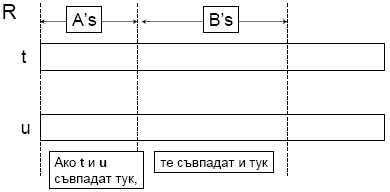 R
A's
B's
t
u
Ако t и u
съвпадат тук,
те съвпадат и тук